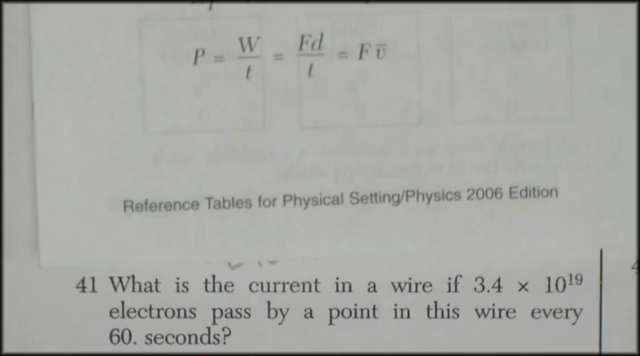 P = W/t = Fd/t = Fv̅
Reference Tables for Physical Setting/Physics 2006 Edition
41 What is the current in a wire if 3.4 × 10¹⁹
electrons pass by a point in this wire every
60. seconds?